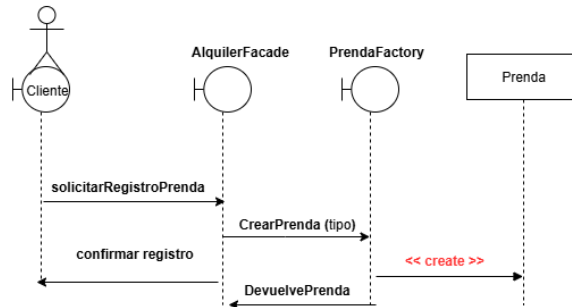 AlquilerFacade
PrendaFactory
Cliente
Prenda
solicitarRegistroPrenda
CrearPrenda (tipo)
confirmar registro
<< create >>
DevuelvePrenda